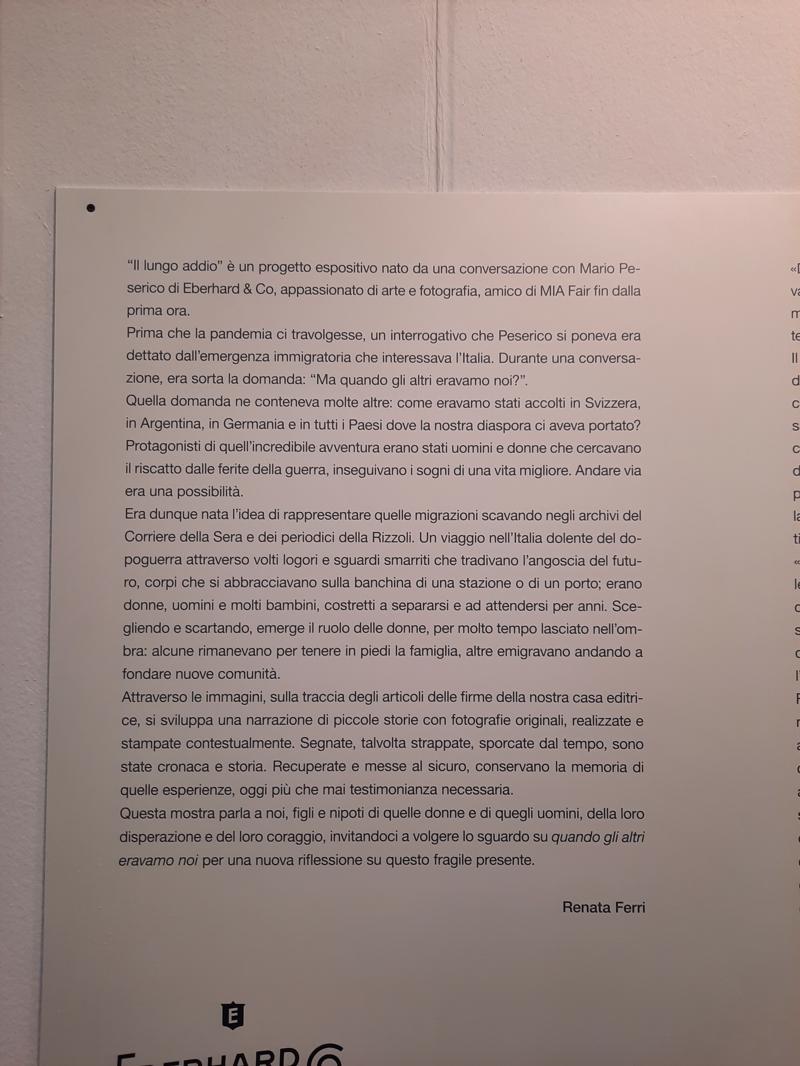 “Il lungo addio” è un progetto espositivo nato da una conversazione con Mario Pe-
serico di Eberhard & Co, appassionato di arte e fotografia, amico di MIA Fair fin dalla
prima ora.
Prima che la pandemia ci travolgesse, un interrogativo che Peserico si poneva era
dettato dall’emergenza immigratoria che interessava l’Italia. Durante una conversa-
zione, era sorta la domanda: “Ma quando gli altri eravamo noi?”.
Quella domanda ne conteneva molte altre: come eravamo stati accolti in Svizzera,
in Argentina, in Germania e in tutti i Paesi dove la nostra diaspora ci aveva portato?
Protagonisti di quell’incredibile avventura erano stati uomini e donne che cercavano
il riscatto dalle ferite della guerra, inseguivano i sogni di una vita migliore. Andare via
era una possibilità.
Era dunque nata l’idea di rappresentare quelle migrazioni scavando negli archivi del
Corriere della Sera e dei periodici della Rizzoli. Un viaggio nell’Italia dolente del do-
poguerra attraverso volti logori e sguardi smarriti che tradivano l’angoscia del futu-
ro, corpi che si abbracciavano sulla banchina di una stazione o di un porto; erano
donne, uomini e molti bambini, costretti a separarsi e ad attendersi per anni. Sce-
gliendo e scartando, emerge il ruolo delle donne, per molto tempo lasciato nell’om-
bra: alcune rimanevano per tenere in piedi la famiglia, altre emigravano andando a
fondare nuove comunità.
Attraverso le immagini, sulla traccia degli articoli delle firme della nostra casa editri-
ce, si sviluppa una narrazione di piccole storie con fotografie originali, realizzate e
stampate contestualmente. Segnate, talvolta strappate, sporcate dal tempo, sono
state cronaca e storia. Recuperate e messe al sicuro, conservano la memoria di
quelle esperienze, oggi più che mai testimonianza necessaria.
Questa mostra parla a noi, figli e nipoti di quelle donne e di quegli uomini, della loro
disperazione e del loro coraggio, invitandoci a volgere lo sguardo su quando gli altri
eravamo noi per una nuova riflessione su questo fragile presente.
Renata Ferri
E
EBERHARD